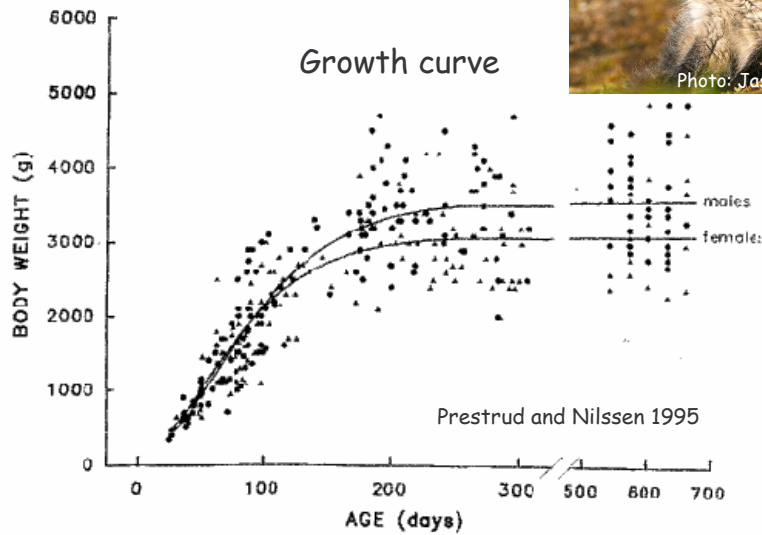 Growth curve
Photo: Jas
6000
5000
4000
3000
2000
1000
0
BODY WEIGHT (g)
males
females
Prestrud and Nilssen 1995
0 100 200 300 500 600 700
AGE (days)